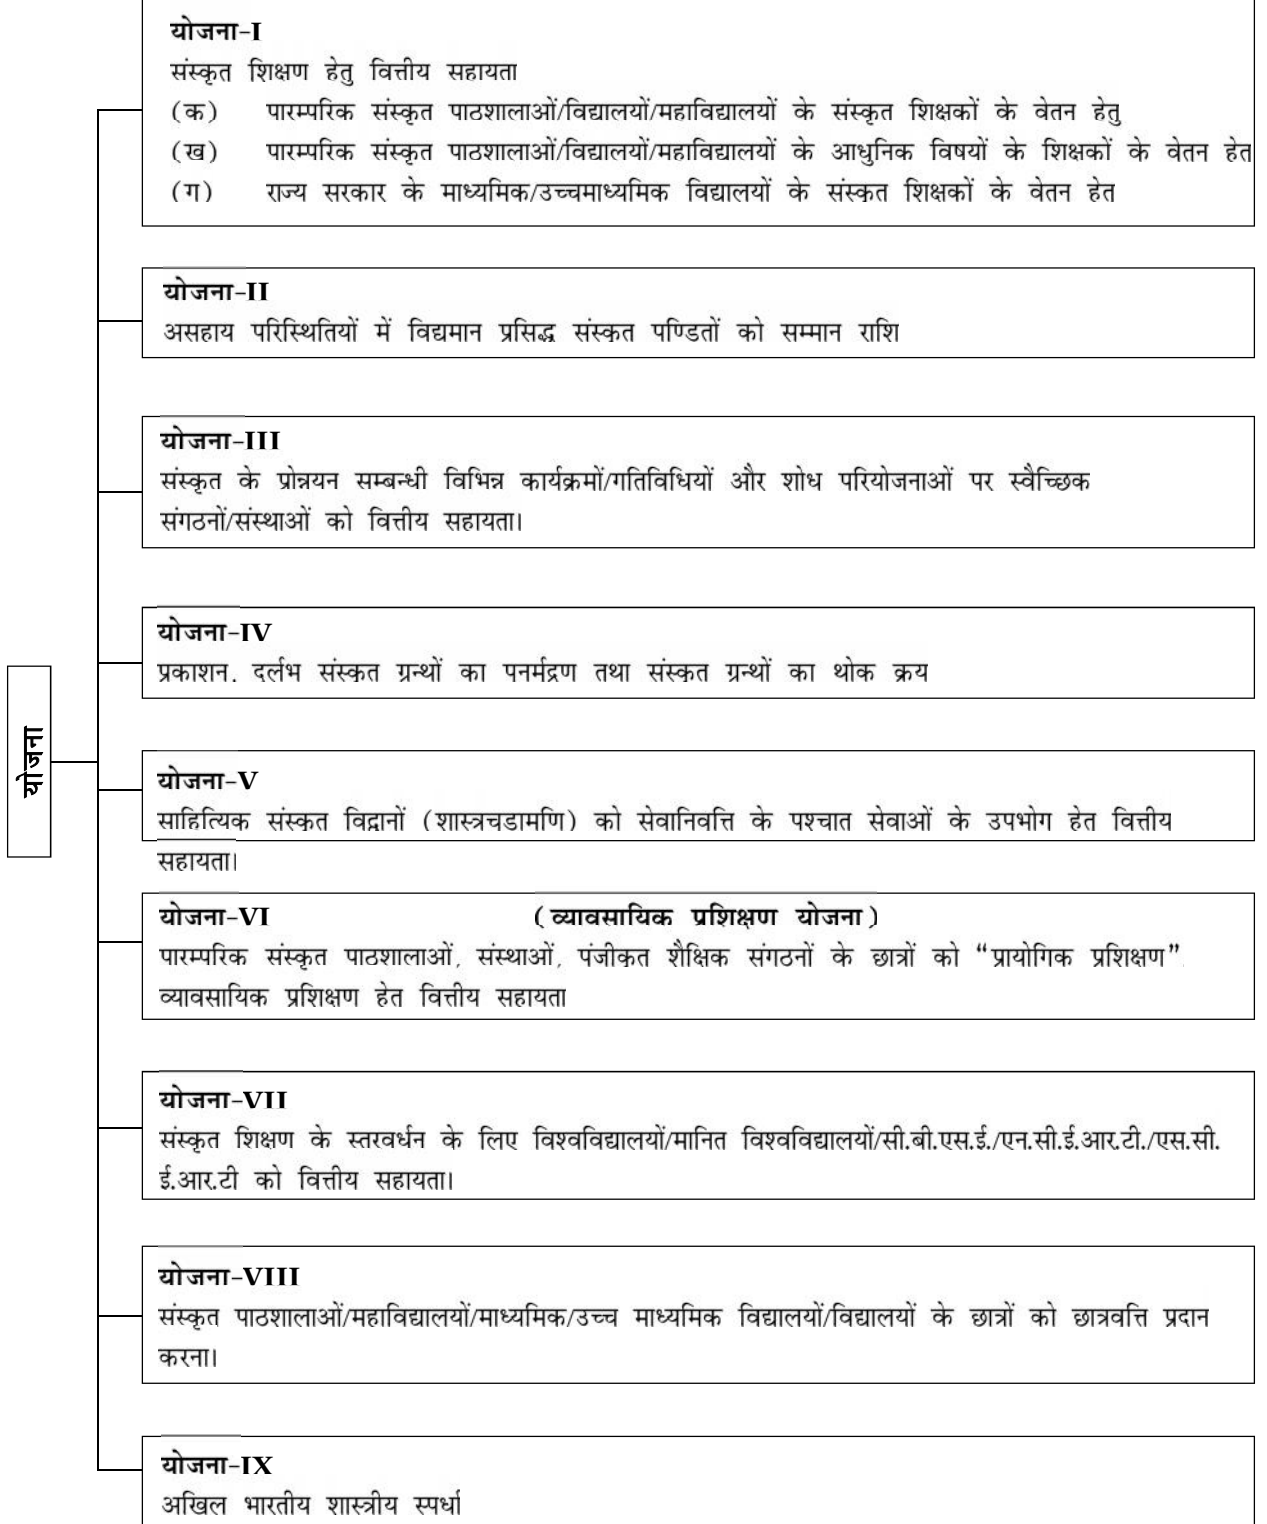 योजना-I
संस्कृत शिक्षण हेतु वित्तीय सहायता
(क) पारम्परिक संस्कृत पाठशालाओं/विद्यालयों/महाविद्यालयों के संस्कृत शिक्षकों के वेतन हेतु
(ख) पारम्परिक संस्कृत पाठशालाओं/विद्यालयों/महाविद्यालयों के आधुनिक विषयों के शिक्षकों के वेतन हेत
(ग) राज्य सरकार के माध्यमिक/उच्चमाध्यमिक विद्यालयों के संस्कत शिक्षकों के वेतन हेत
योजना-II
असहाय परिस्थितियों में विद्यमान प्रसिद्ध संस्कत पण्डितों को सम्मान राशि
योजना-III
संस्कृत के प्रोन्नयन सम्बन्धी विभिन्न कार्यक्रमों/गतिविधियों और शोध परियोजनाओं पर स्वैच्छिक
संगठनों/संस्थाओं को वित्तीय सहायता।
योजना-IV
प्रकाशन. दर्लभ संस्कत ग्रन्थों का पनर्मद्रण तथा संस्कत ग्रन्थों का थोक क्रय
योजना
योजना-V
साहित्यिक संस्कत विद्वानों (शास्त्रचडामणि) को सेवानिवत्ति के पश्चात सेवाओं के उपभोग हेत वित्तीय
सहायता।
योजना-VI (व्यावसायिक प्रशिक्षण योजना)
पारम्परिक संस्कृत पाठशालाओं, संस्थाओं, पंजीकत शैक्षिक संगठनों के छात्रों को “प्रायोगिक प्रशिक्षण”
व्यावसायिक प्रशिक्षण हेत वित्तीय सहायता
योजना-VII
संस्कृत शिक्षण के स्तरवर्धन के लिए विश्वविद्यालयों/मानित विश्वविद्यालयों/सी.बी.एस.ई./एन.सी.ई.आर.टी./एस.सी.
ई.आर.टी को वित्तीय सहायता।
योजना-VIII
संस्कृत पाठशालाओं/महाविद्यालयों/माध्यमिक/उच्च माध्यमिक विद्यालयों/विद्यालयों के छात्रों को छात्रवत्ति प्रदान
करना।
योजना-IX
अखिल भारतीय शास्त्रीय स्पर्धा